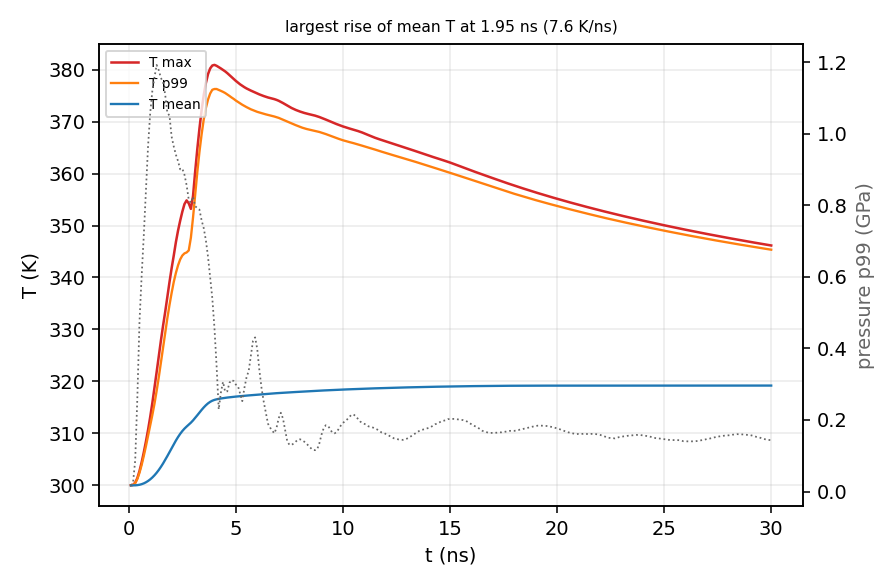 largest rise of mean T at 1.95 ns (7.6 K/ns)
T max
T p99
T mean
380
370
360
350
340
330
320
310
300
T (K)
1.2
1.0
0.8
0.6
0.4
0.2
0.0
pressure p99 (GPa)
0 5 10 15 20 25 30
t (ns)